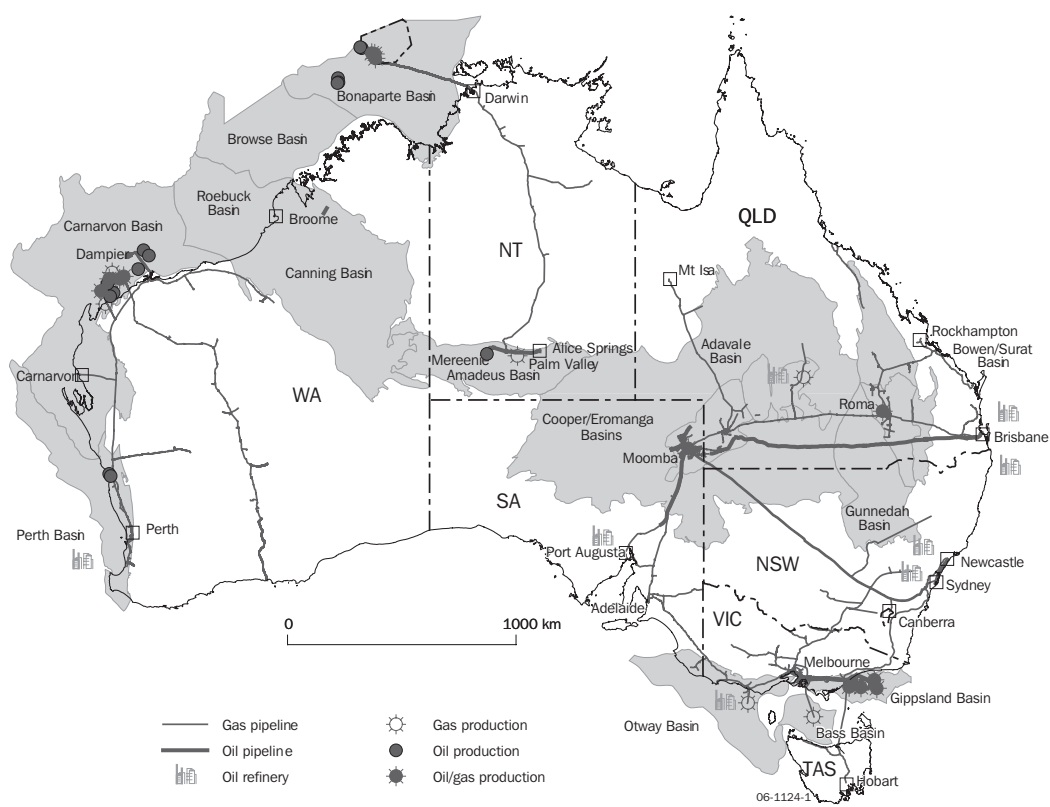 Bonaparte Basin
Darwin
Browse Basin
Roebuck
Basin
Broome
Carnarvon Basin
Dampier
Canning Basin
NT
QLD
Mt Isa
Rockhampton
Bowen/Surat
Basin
Adavale
Basin
Alice Springs
Mereenie
Palm Valley
Amadeus Basin
Carnarvon
WA
Roma
Cooper/Eromanga
Basins
Brisbane
Moomba
SA
Gunnedah
Basin
Perth Basin
Perth
Port Augusta
NSW
Newcastle
Sydney
Adelaide
VIC
Canberra
0
1000 km
Melbourne
Gippsland Basin
Otway Basin
Bass Basin
TAS
Hobart
Gas pipeline
Oil pipeline
Oil refinery
Gas production
Oil production
Oil/gas production
06-1124-1